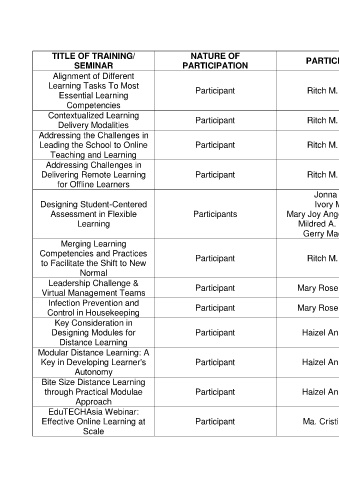 TITLE OF TRAINING/ SEMINAR
NATURE OF PARTICIPATION
PARTICI
Alignment of Different
Learning Tasks To Most
Essential Learning
Competencies
Participant
Ritch M.
Contextualized Learning
Delivery Modalities
Participant
Ritch M.
Addressing the Challenges in
Leading the School to Online
Teaching and Learning
Participant
Ritch M.
Addressing Challenges in
Delivering Remote Learning
for Offline Learners
Participant
Ritch M.
Designing Student-Centered
Assessment in Flexible
Learning
Participants
Jonna
Ivory M
Mary Joy Ang
Mildred A.
Gerry Ma
Merging Learning
Competencies and Practices
to Facilitate the Shift to New
Normal
Participant
Ritch M.
Leadership Challenge &
Virtual Management Teams
Participant
Mary Rose
Infection Prevention and
Control in Housekeeping
Participant
Mary Rose
Key Consideration in
Designing Modules for
Distance Learning
Participant
Haizel An
Modular Distance Learning: A
Key in Developing Learner's
Autonomy
Participant
Haizel An
Bite Size Distance Learning
through Practical Modulae
Approach
Participant
Haizel An
EduTECHAsia Webinar:
Effective Online Learning at
Scale
Participant
Ma. Cristi